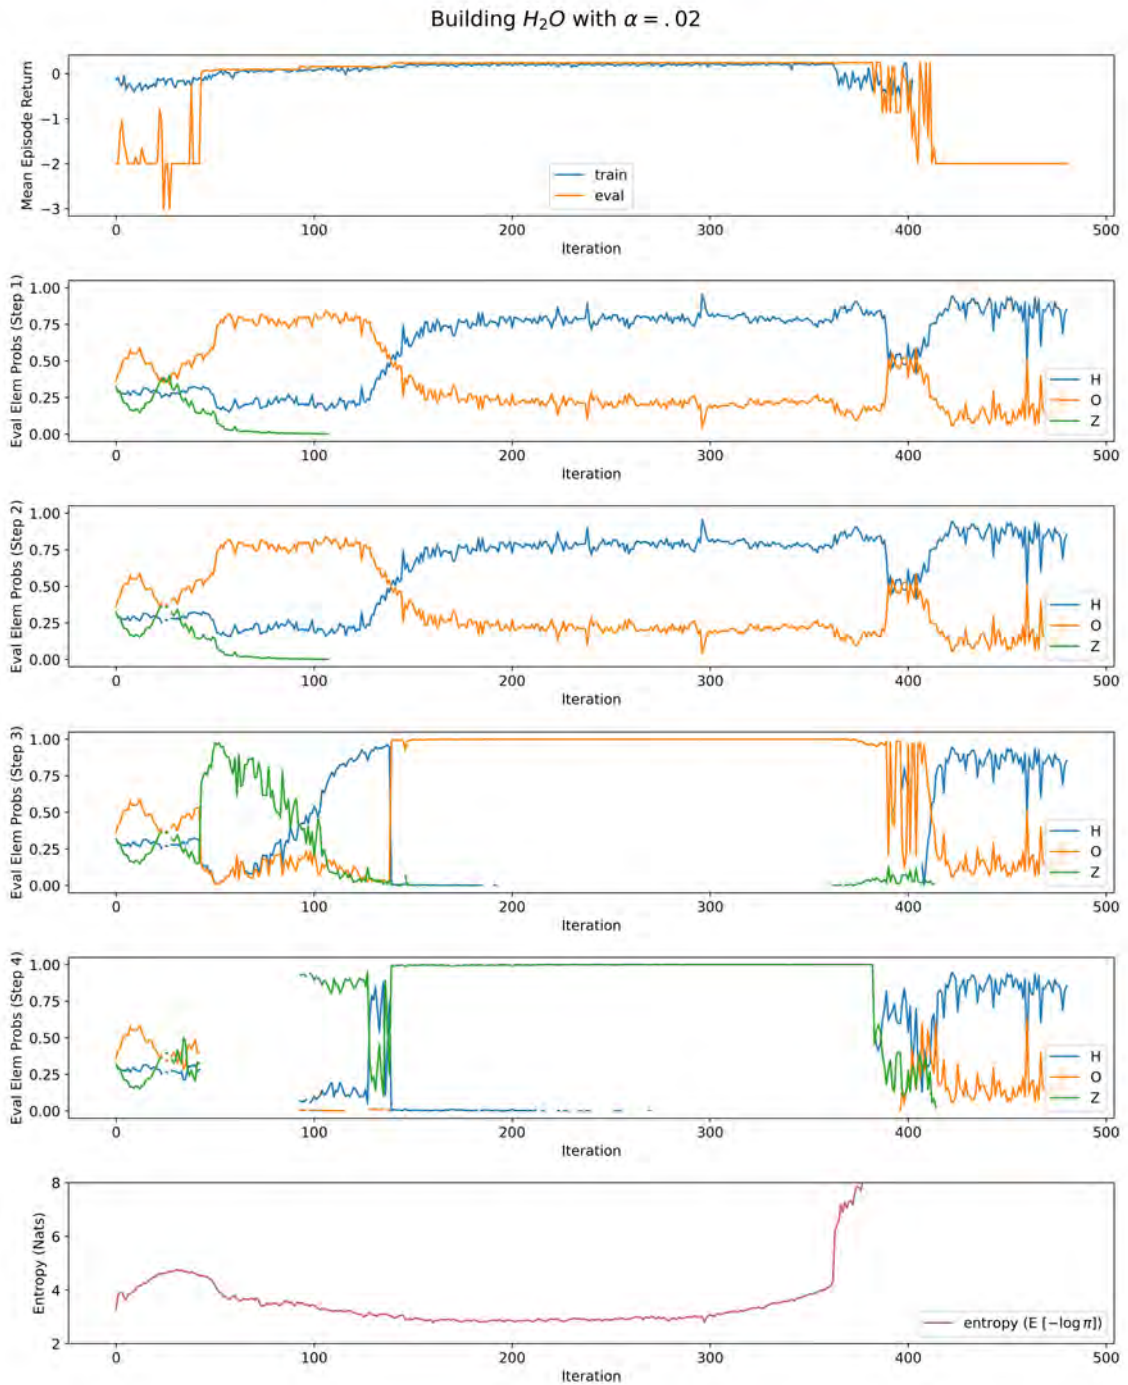 Building H₂O with α = .02
Mean Episode Return
0
−1
−2
−3
train
eval
0 100 200 300 400 500
Iteration
Eval Elem Probs (Step 1)
1.00
0.75
0.50
0.25
0.00
H
O
Z
0 100 200 300 400 500
Iteration
Eval Elem Probs (Step 2)
1.00
0.75
0.50
0.25
0.00
H
O
Z
0 100 200 300 400 500
Iteration
Eval Elem Probs (Step 3)
1.00
0.75
0.50
0.25
0.00
H
O
Z
0 100 200 300 400 500
Iteration
Eval Elem Probs (Step 4)
1.00
0.75
0.50
0.25
0.00
H
O
Z
0 100 200 300 400 500
Iteration
Entropy (Nats)
8
6
4
2
entropy (E [−log π])
0 100 200 300 400 500
Iteration